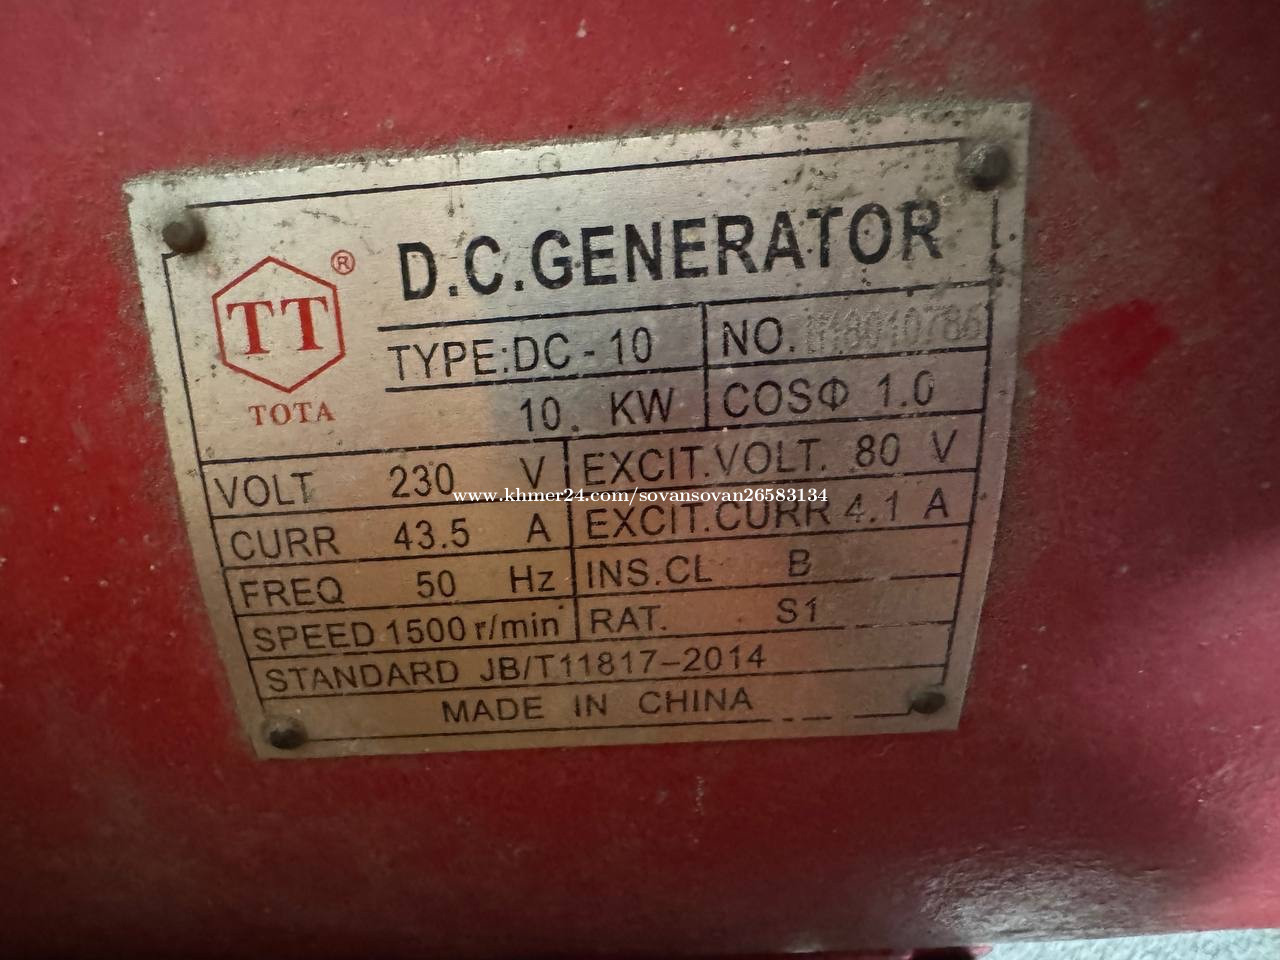 D.C.GENERATOR
TT ®
TOTA
TYPE:DC-10 NO.
10. KW COSΦ 1.0
VOLT 230 V EXCIT.VOLT. 80 V
www.khmer24.com/sovansovan26583134
CURR 43.5 A EXCIT.CURR 4.1 A
FREQ 50 Hz INS.CL B
SPEED 1500 r/min RAT. S1
STANDARD JB/T11817-2014
MADE IN CHINA